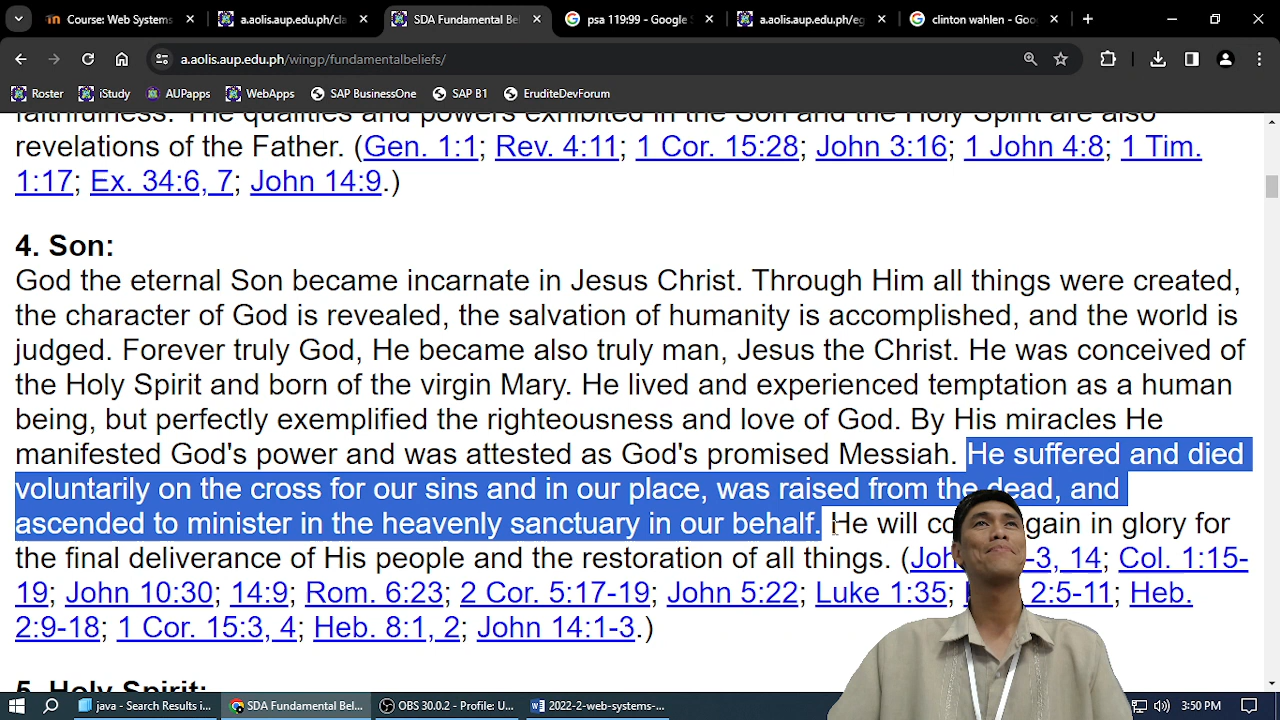 Course: Web Systems
a.aolis.aup.edu.ph/cla
SDA Fundamental Bel
psa 119:99 - Google S
a.aolis.aup.edu.ph/eg
clinton wahlen - Goo
a.aolis.aup.edu.ph/wingp/fundamentalbeliefs/
Roster
iStudy
AUPapps
WebApps
SAP BusinessOne
SAP B1
EruditeDevForum
faithfulness. The qualities and powers exhibited in the Son and the Holy Spirit are also
revelations of the Father. (Gen. 1:1; Rev. 4:11; 1 Cor. 15:28; John 3:16; 1 John 4:8; 1 Tim.
1:17; Ex. 34:6, 7; John 14:9.)
4. Son:
God the eternal Son became incarnate in Jesus Christ. Through Him all things were created,
the character of God is revealed, the salvation of humanity is accomplished, and the world is
judged. Forever truly God, He became also truly man, Jesus the Christ. He was conceived of
the Holy Spirit and born of the virgin Mary. He lived and experienced temptation as a human
being, but perfectly exemplified the righteousness and love of God. By His miracles He
manifested God's power and was attested as God's promised Messiah. He suffered and died
voluntarily on the cross for our sins and in our place, was raised from the dead, and
ascended to minister in the heavenly sanctuary in our behalf. He will again in glory for
the final deliverance of His people and the restoration of all things. ( -3, 14; Col. 1:15-
19; John 10:30; 14:9; Rom. 6:23; 2 Cor. 5:17-19; John 5:22; Luke 1:35; 2:5-11; Heb.
2:9-18; 1 Cor. 15:3, 4; Heb. 8:1, 2; John 14:1-3.)
5. Holy Spirit:
java - Search Results i...
SDA Fundamental Bel...
OBS 30.0.2 - Profile: U...
2022-2-web-systems-...
3:50 PM